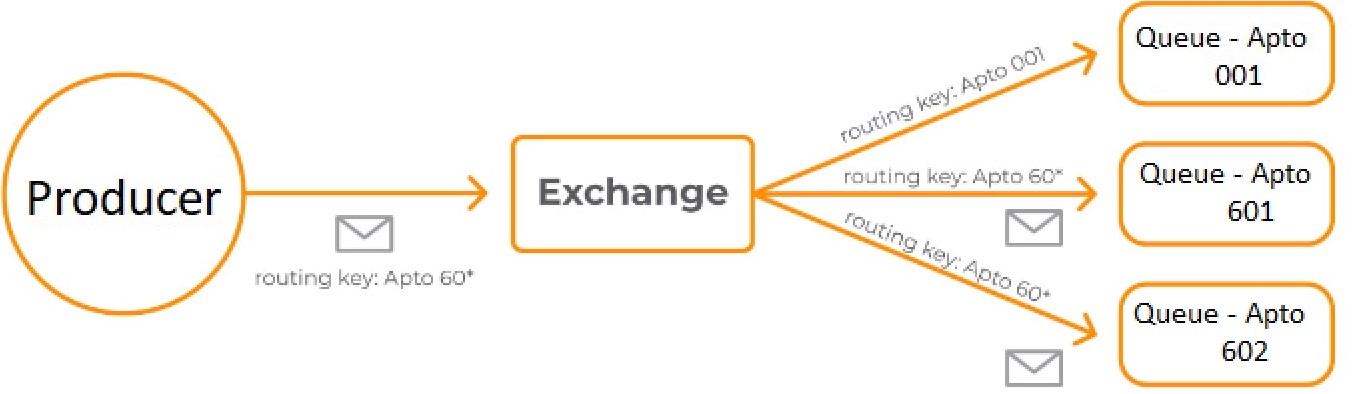 Producer
routing key: Apto 60*
Exchange
routing key: Apto 001
routing key: Apto 60*
routing key: Apto 60*
Queue - Apto
001
Queue - Apto
601
Queue - Apto
602